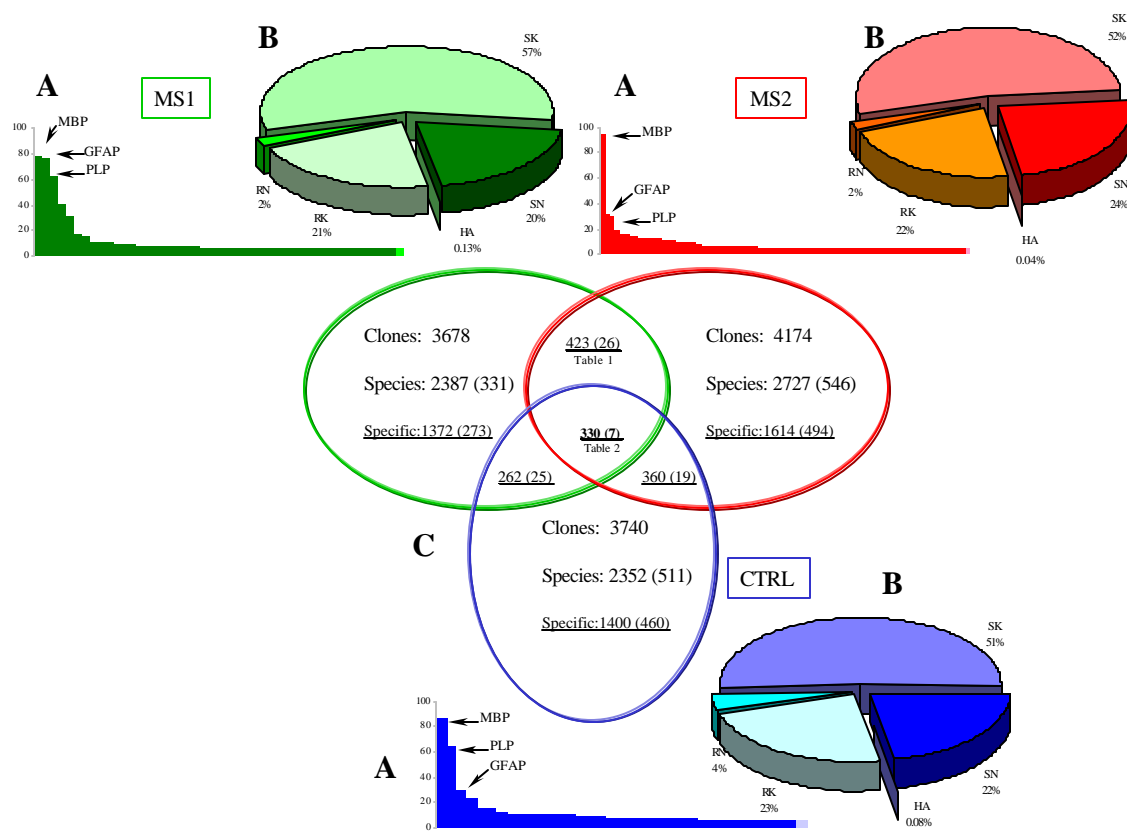 B
SK
57%
A
MS1
100
80
60
40
20
0
MBP
GFAP
PLP
RN
2%
RK
21%
HA
0.13%
SN
20%
B
SK
52%
A
MS2
100
80
60
40
20
0
MBP
GFAP
PLP
RN
2%
RK
22%
HA
0.04%
SN
24%
Clones: 3678
Species: 2387 (331)
Specific:1372 (273)
423 (26)
Table 1
Clones: 4174
Species: 2727 (546)
Specific:1614 (494)
330 (7)
Table 2
262 (25)
360 (19)
C
Clones: 3740
Species: 2352 (511)
Specific:1400 (460)
CTRL
B
SK
51%
RN
4%
RK
23%
HA
0.08%
SN
22%
A
100
80
60
40
20
0
MBP
PLP
GFAP